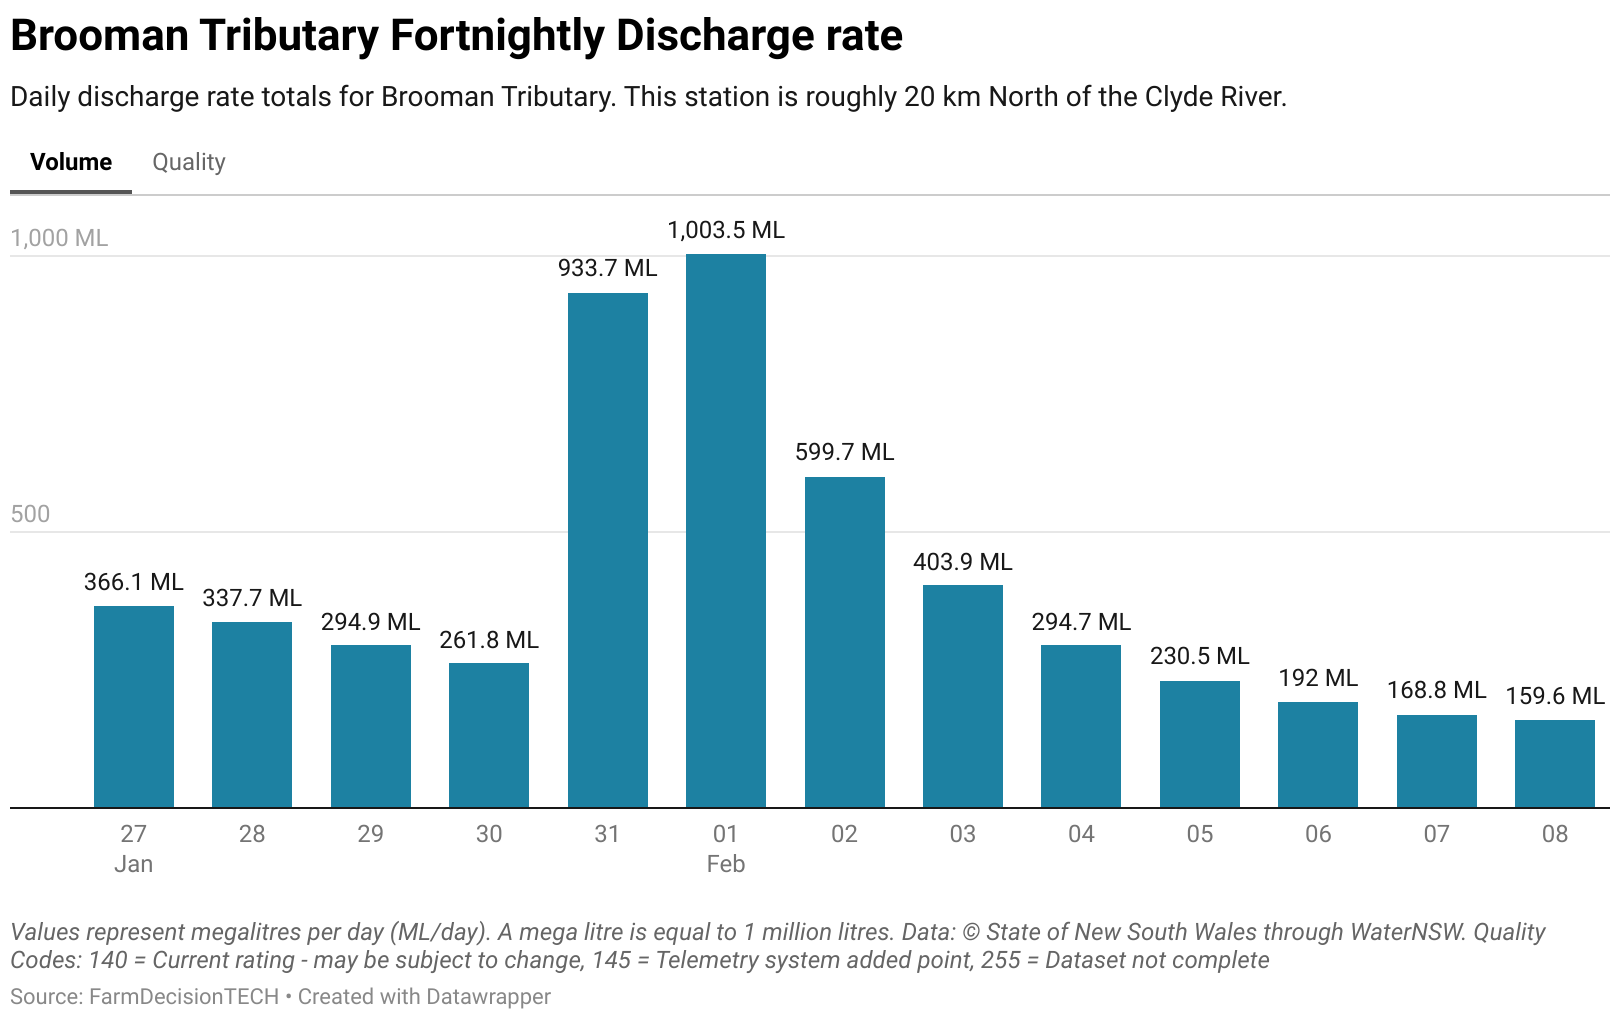 Brooman Tributary Fortnightly Discharge rate
Daily discharge rate totals for Brooman Tributary. This station is roughly 20 km North of the Clyde River.
Volume Quality
1,000 ML
500
366.1 ML
337.7 ML
294.9 ML
261.8 ML
933.7 ML
1,003.5 ML
599.7 ML
403.9 ML
294.7 ML
230.5 ML
192 ML
168.8 ML
159.6 ML
27 28 29 30 31 01 02 03 04 05 06 07 08
Jan Feb
Values represent megalitres per day (ML/day). A mega litre is equal to 1 million litres. Data: © State of New South Wales through WaterNSW. Quality
Codes: 140 = Current rating - may be subject to change, 145 = Telemetry system added point, 255 = Dataset not complete
Source: FarmDecisionTECH • Created with Datawrapper